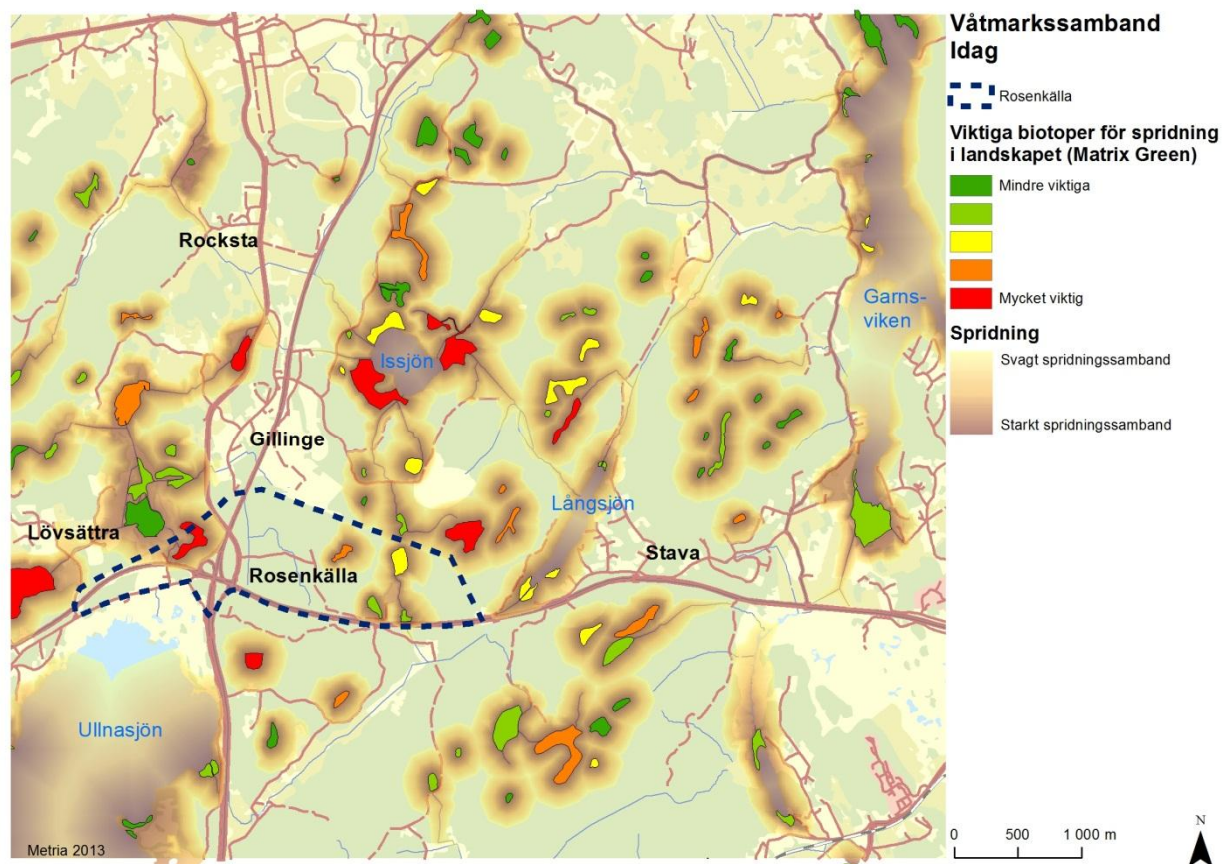 Våtmarkssamband
Idag
Rosenkälla
Viktiga biotoper för spridning
i landskapet (Matrix Green)
Mindre viktiga
Mycket viktig
Spridning
Svagt spridningssamband
Starkt spridningssamband
Rocksta
Garns-
viken
Issjön
Gillinge
Långsjön
Lövsättra
Stava
Rosenkälla
Ullnasjön
Metria 2013
0 500 1 000 m
N